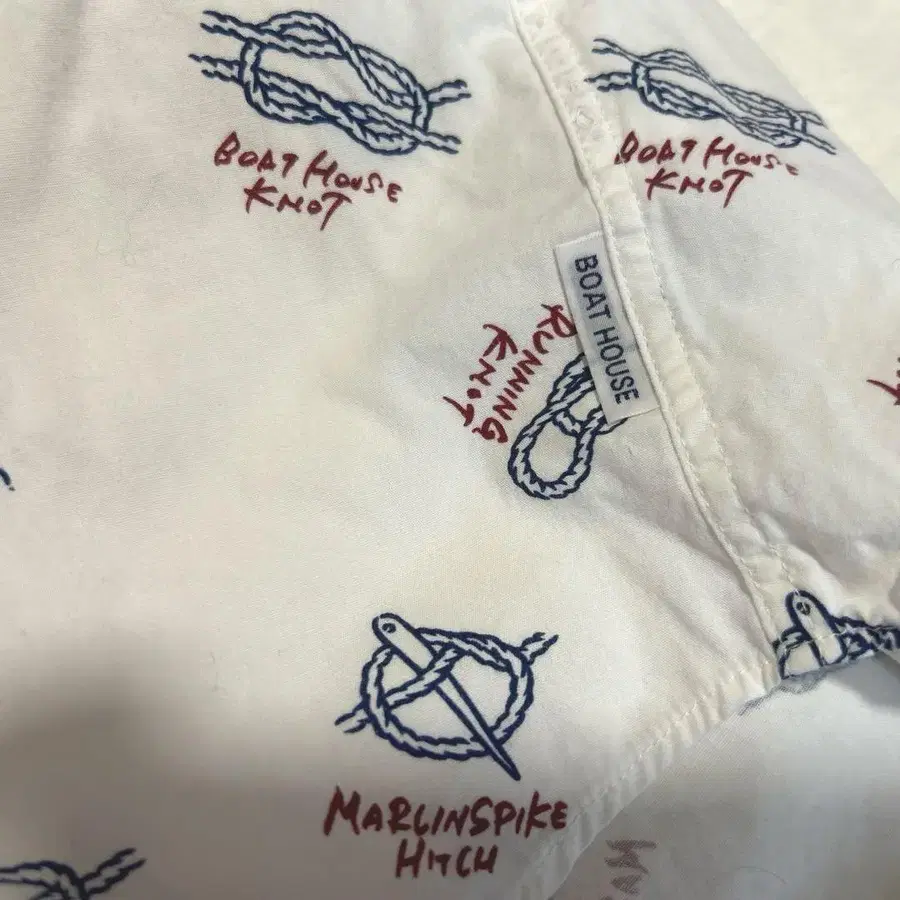 BOAT HOUSE
KNOT
BOAT HOUSE
KNOT
BOAT HOUSE
RUNNING
KNOT
MARLINSPIKE
HITCH